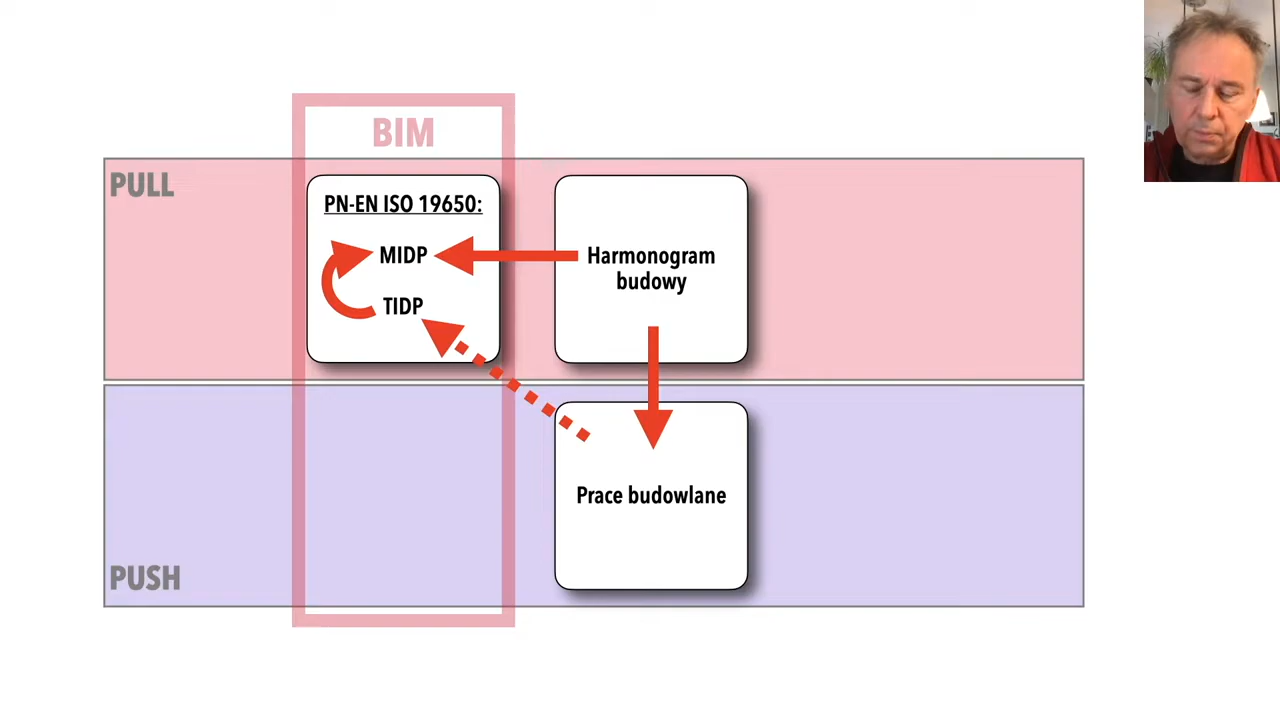 BIM
PULL
PN-EN ISO 19650:
MIDP
TIDP
Harmonogram
budowy
Prace budowlane
PUSH